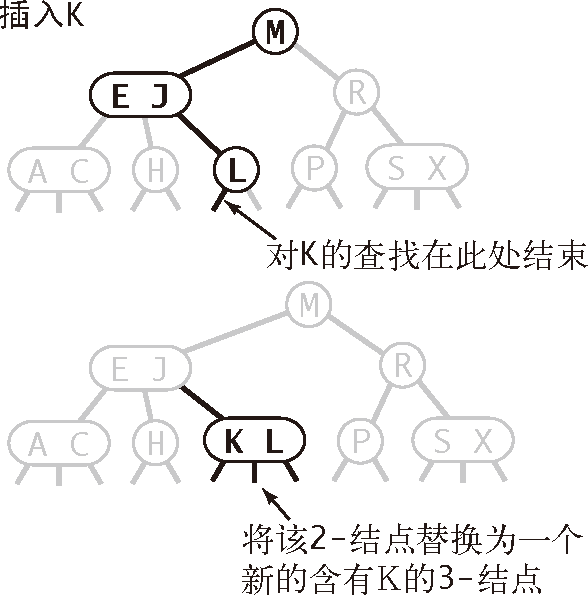 插入K
M
E J R
A C H L P S X
对K的查找在此处结束
M
E J R
A C H K L P S X
将该2-结点替换为一个
新的含有K的3-结点